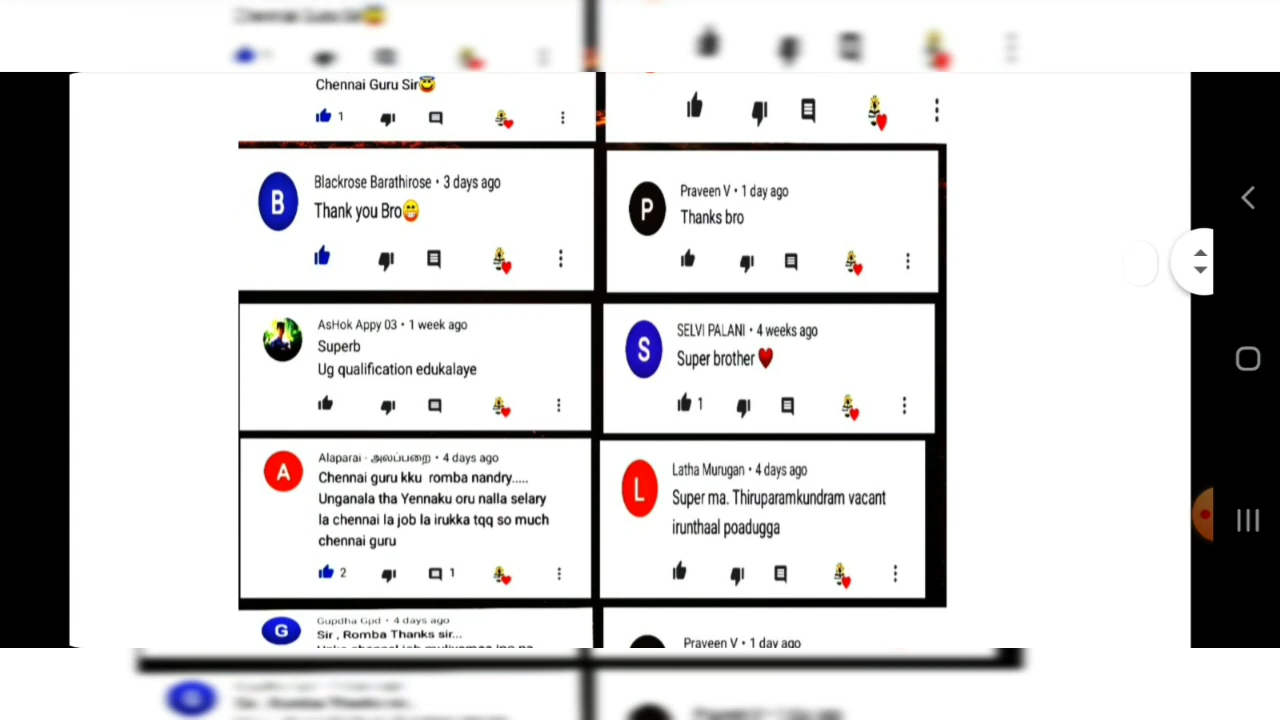 Chennai Guru Sir😇
1
B
Blackrose Barathirose • 3 days ago
Thank you Bro😁
AsHok Appy 03 • 1 week ago
Superb
Ug qualification edukalaye
A
Alaparai - அலப்பறை • 4 days ago
Chennai guru kku romba nandry.....
Unganala tha Yennaku oru nalla selary
la chennai la job la irukka tqq so much
chennai guru
2
1
G
Gupdha Gpd • 4 days ago
Sir , Romba Thanks sir...
P
Praveen V • 1 day ago
Thanks bro
S
SELVI PALANI • 4 weeks ago
Super brother ♥
1
L
Latha Murugan • 4 days ago
Super ma. Thiruparamkundram vacant
irunthaal poadugga
Praveen V • 1 day ago